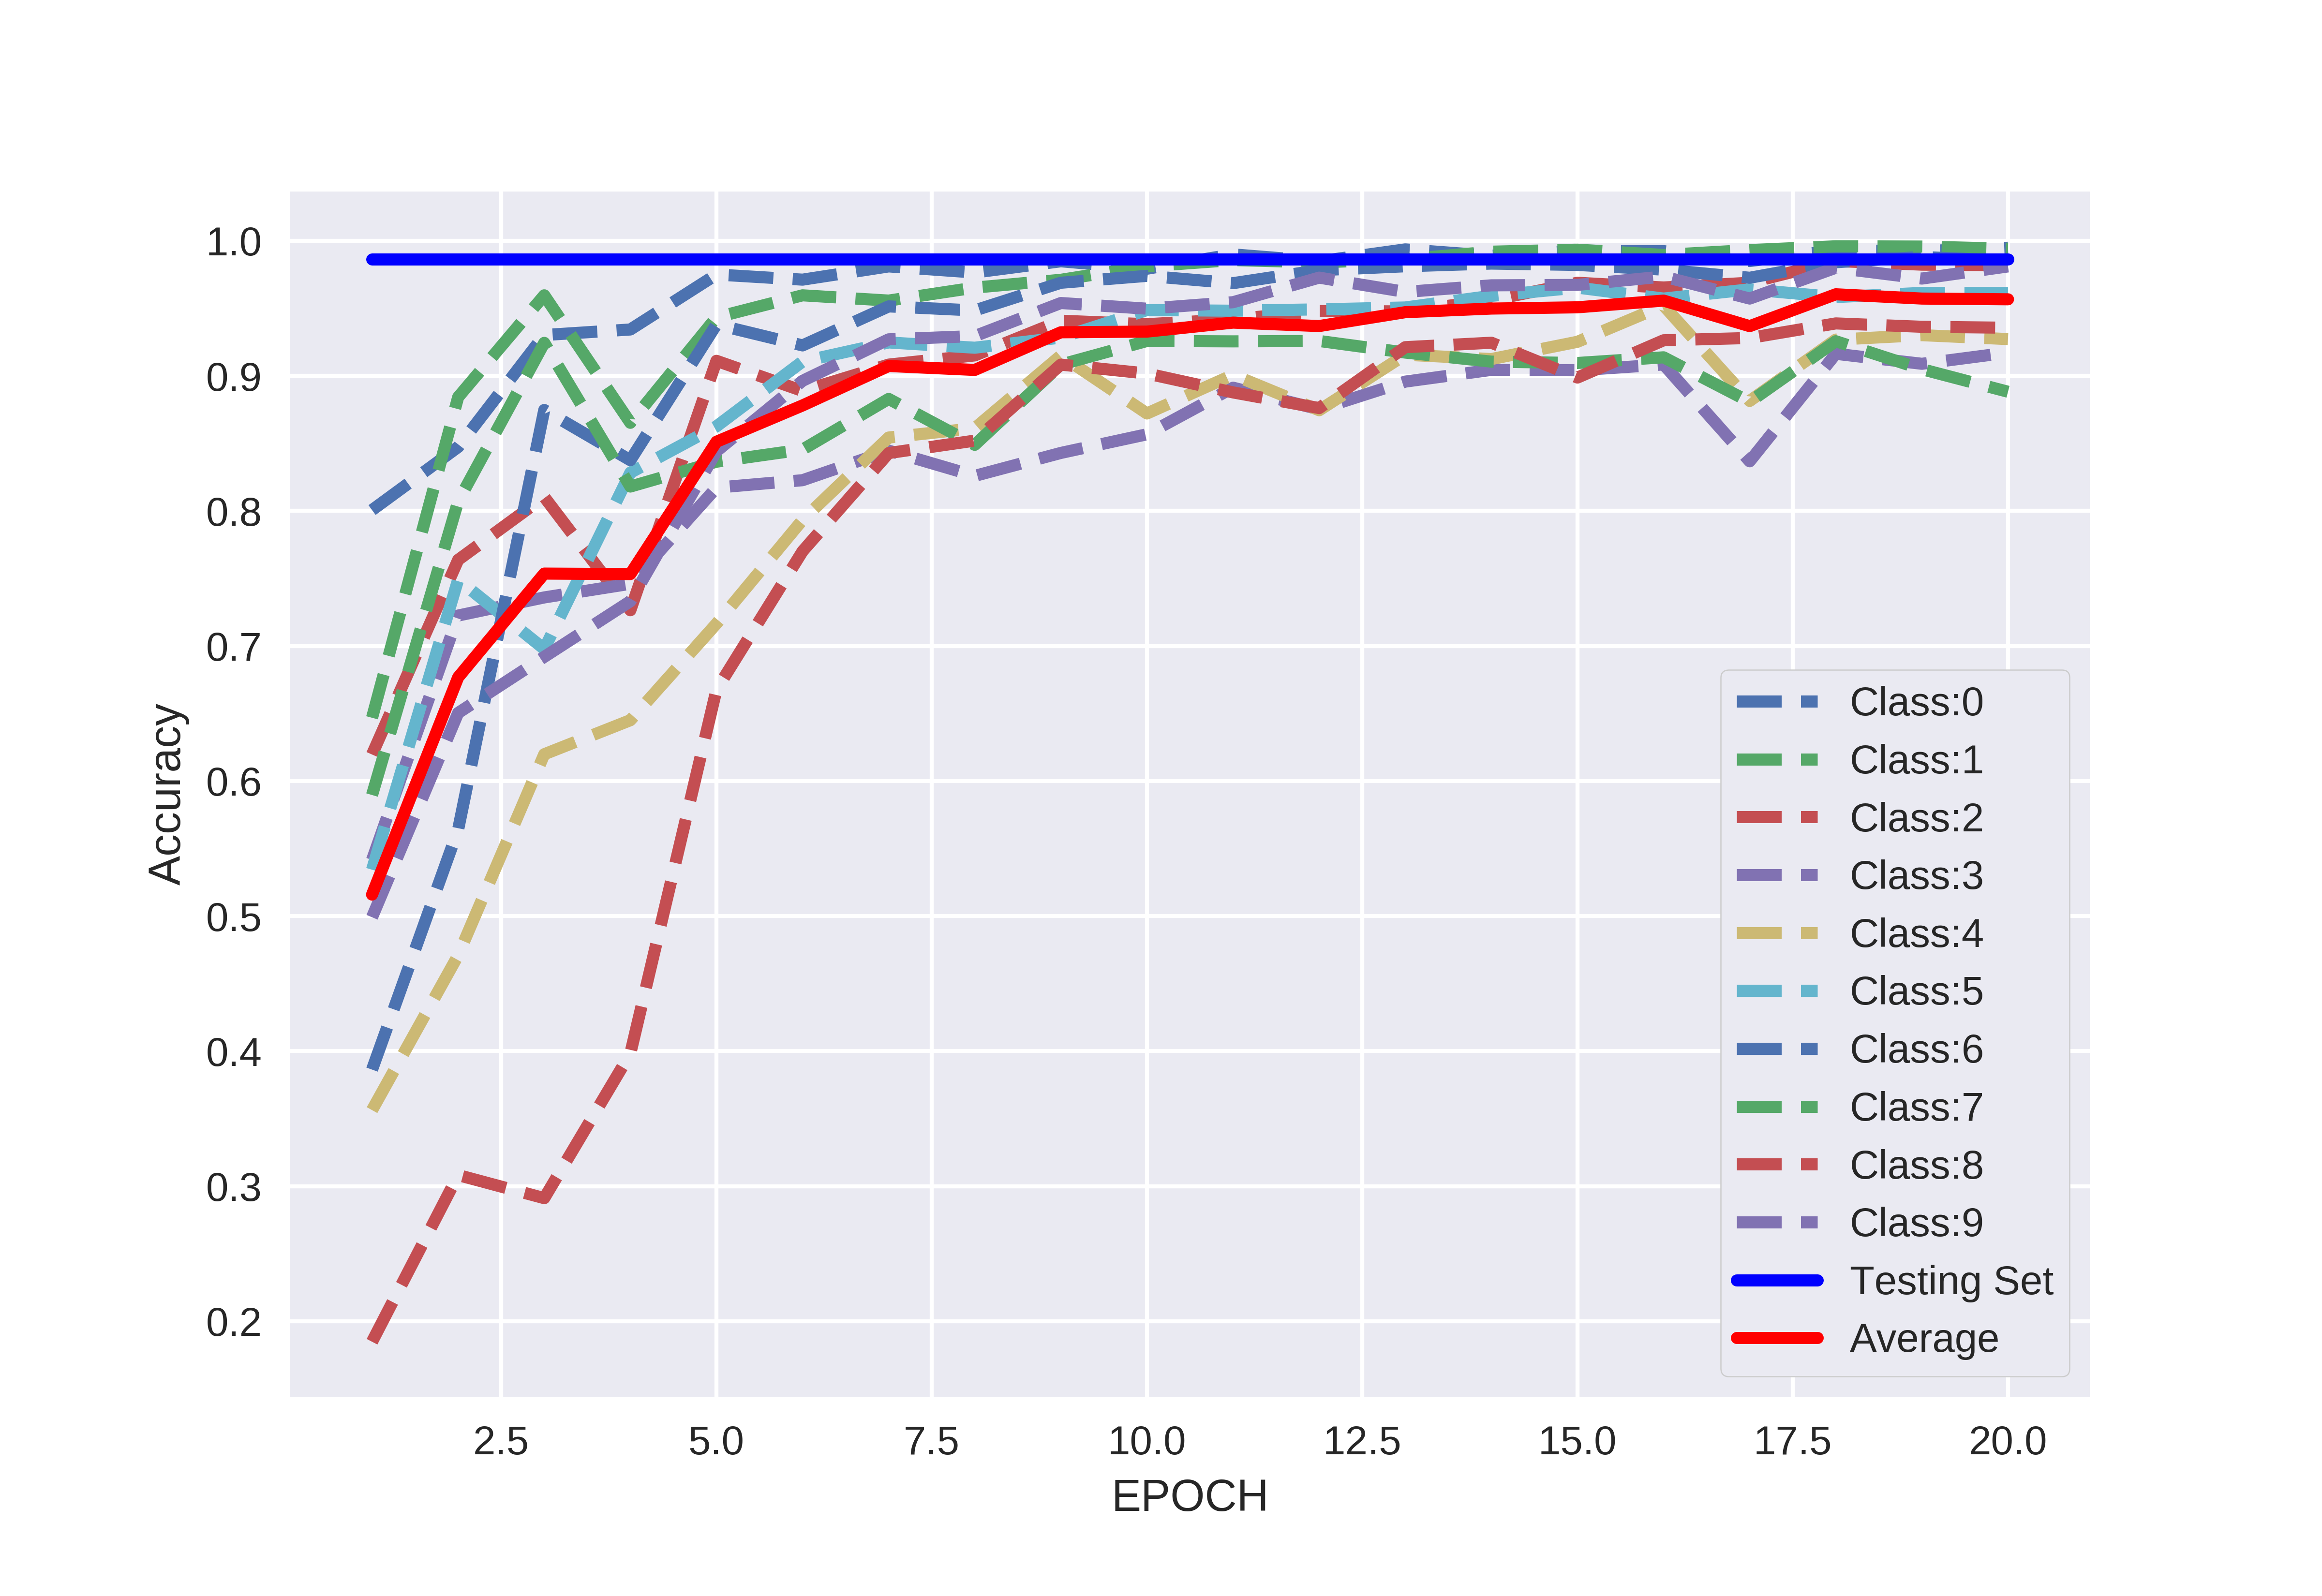 1.0
0.9
0.8
0.7
0.6
0.5
0.4
0.3
0.2
Accuracy
2.5 5.0 7.5 10.0 12.5 15.0 17.5 20.0
EPOCH
Class:0
Class:1
Class:2
Class:3
Class:4
Class:5
Class:6
Class:7
Class:8
Class:9
Testing Set
Average